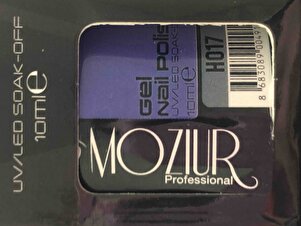 UV/LED SOAK-OFF
10ml e
Gel
Nail Polis
UV/LED SOAK-
10ml e
H017
MOZIUR
Professional